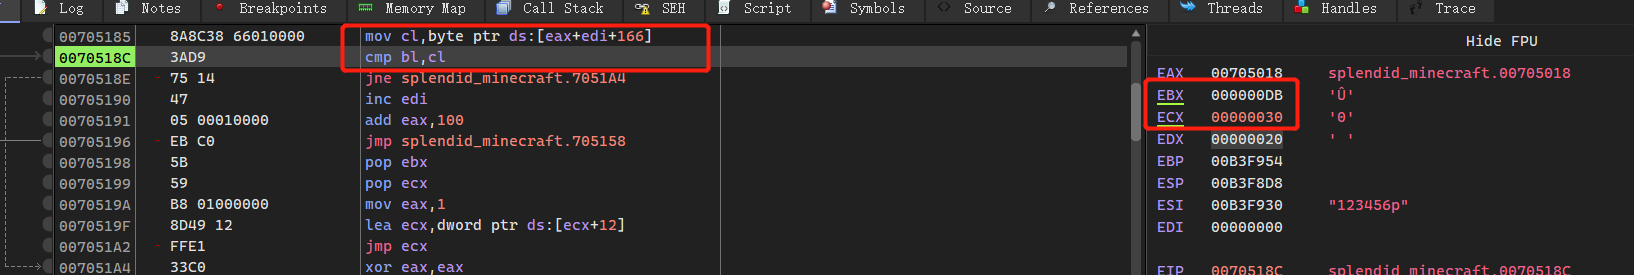 Log Notes Breakpoints Memory Map Call Stack SEH Script Symbols Source References Threads Handles Trace
00705185 8A8C38 66010000 mov cl,byte ptr ds:[eax+edi+166]
0070518C 3AD9 cmp bl,cl
0070518E 75 14 jne splendid_minecraft.7051A4
00705190 47 inc edi
00705191 05 00010000 add eax,100
00705196 EB C0 jmp splendid_minecraft.705158
00705198 5B pop ebx
00705199 59 pop ecx
0070519A B8 01000000 mov eax,1
0070519F 8D49 12 lea ecx,dword ptr ds:[ecx+12]
007051A2 FFE1 jmp ecx
007051A4 33C0 xor eax,eax
Hide FPU
EAX 00705018 splendid_minecraft.00705018
EBX 000000DB 'Û'
ECX 00000030 '0'
EDX 00000020 ' '
EBP 00B3F954
ESP 00B3F8D8
ESI 00B3F930 "123456p"
EDI 00000000
EIP 0070518C splendid_minecraft.0070518C